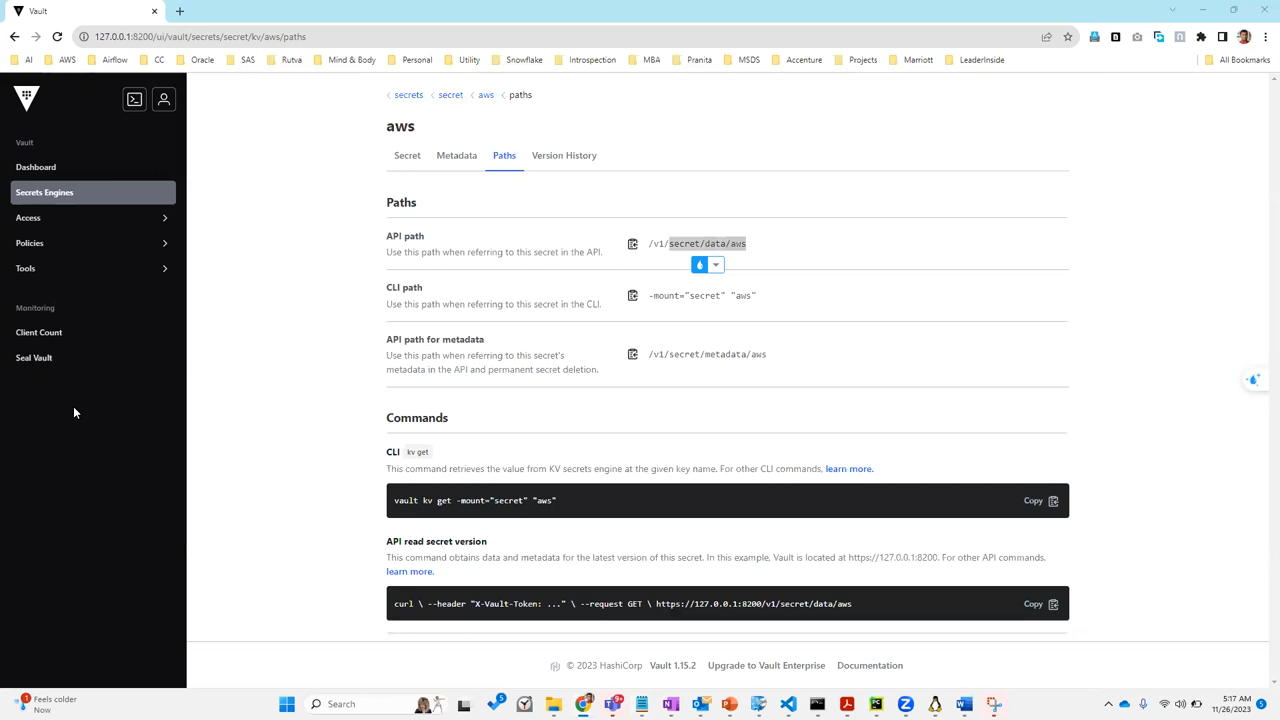 Vault
127.0.0.1:8200/ui/vault/secrets/secret/kv/aws/paths
AI AWS Airflow CC Oracle SAS Rutva Mind & Body Personal Utility Snowflake Introspection MBA Pranita MSDS Accenture Projects Marriott LeaderInside All Bookmarks
secrets secret aws paths
aws
Secret Metadata Paths Version History
Vault
Dashboard
Secrets Engines
Access
Policies
Tools
Monitoring
Client Count
Seal Vault
Paths
API path
Use this path when referring to this secret in the API.
/v1/secret/data/aws
CLI path
Use this path when referring to this secret in the CLI.
-mount="secret" "aws"
API path for metadata
Use this path when referring to this secret's
metadata in the API and permanent secret deletion.
/v1/secret/metadata/aws
Commands
CLI kv get
This command retrieves the value from KV secrets engine at the given key name. For other CLI commands, learn more.
vault kv get -mount="secret" "aws" Copy
API read secret version
This command obtains data and metadata for the latest version of this secret. In this example, Vault is located at https://127.0.0.1:8200. For other API commands,
learn more.
curl \ --header "X-Vault-Token: ..." \ --request GET \ https://127.0.0.1:8200/v1/secret/data/aws Copy
© 2023 HashiCorp Vault 1.15.2 Upgrade to Vault Enterprise Documentation
1 Feels colder
Now
Search
5
9+
5:17 AM
11/26/2023
5